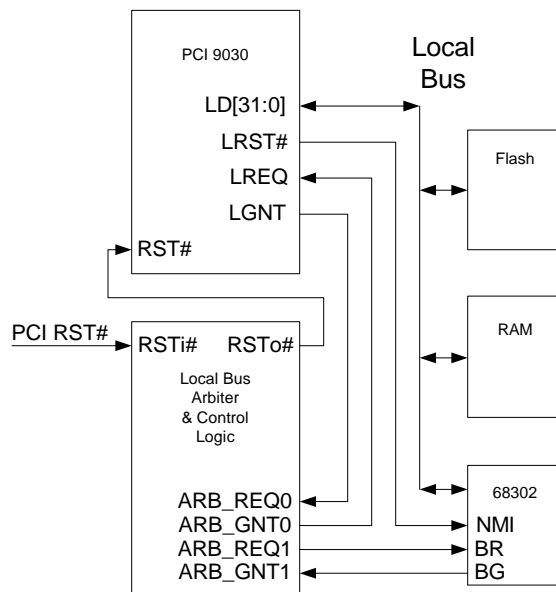 PCI 9030
LD[31:0]
LRST#
LREQ
LGNT
RST#
Local
Bus
Flash
RAM
PCI RST#
RSTi# RSTo#
Local Bus
Arbiter
& Control
Logic
ARB_REQ0
ARB_GNT0
ARB_REQ1
ARB_GNT1
68302
NMI
BR
BG